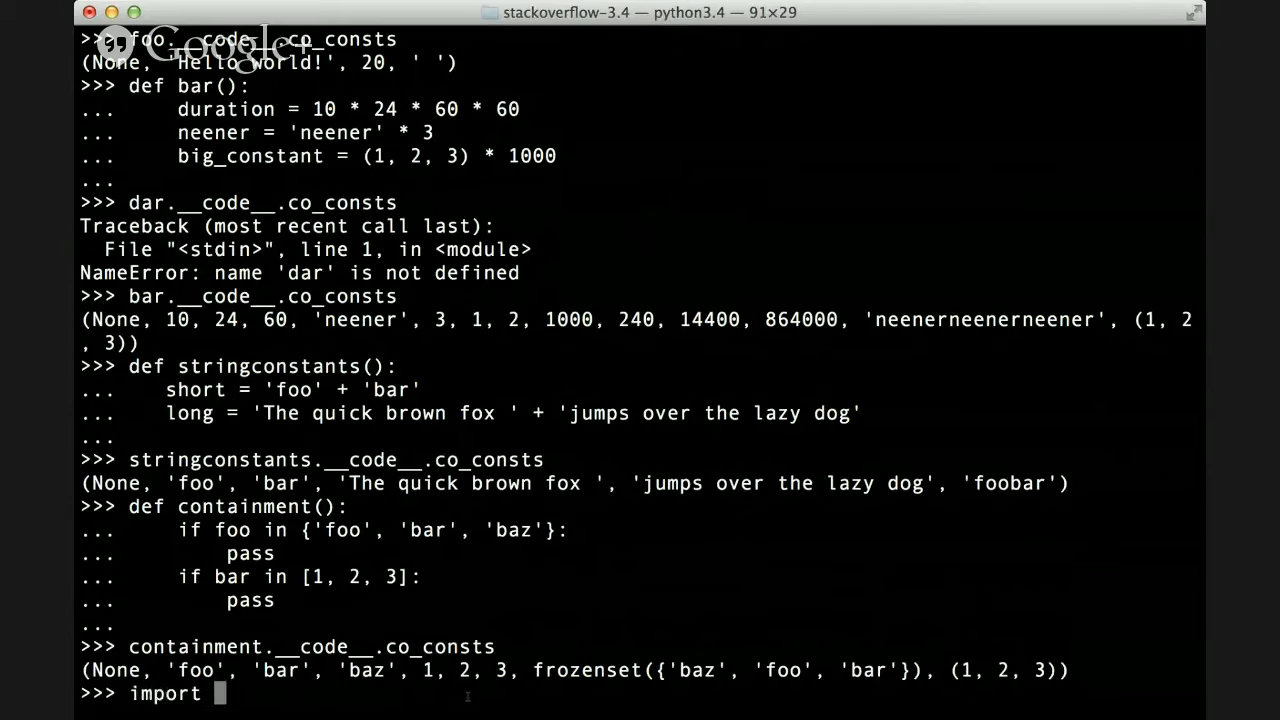 stackoverflow-3.4 — python3.4 — 91×29
>>> foo.__code__.co_consts
Google+
(None, 'Hello world!', 20, ' ')
>>> def bar():
...     duration = 10 * 24 * 60 * 60
...     neener = 'neener' * 3
...     big_constant = (1, 2, 3) * 1000
...
>>> dar.__code__.co_consts
Traceback (most recent call last):
  File "<stdin>", line 1, in <module>
NameError: name 'dar' is not defined
>>> bar.__code__.co_consts
(None, 10, 24, 60, 'neener', 3, 1, 2, 1000, 240, 14400, 864000, 'neenerneenerneener', (1, 2
, 3))
>>> def stringconstants():
...    short = 'foo' + 'bar'
...    long = 'The quick brown fox ' + 'jumps over the lazy dog'
...
>>> stringconstants.__code__.co_consts
(None, 'foo', 'bar', 'The quick brown fox ', 'jumps over the lazy dog', 'foobar')
>>> def containment():
...     if foo in {'foo', 'bar', 'baz'}:
...         pass
...     if bar in [1, 2, 3]:
...         pass
...
>>> containment.__code__.co_consts
(None, 'foo', 'bar', 'baz', 1, 2, 3, frozenset({'baz', 'foo', 'bar'}), (1, 2, 3))
>>> import